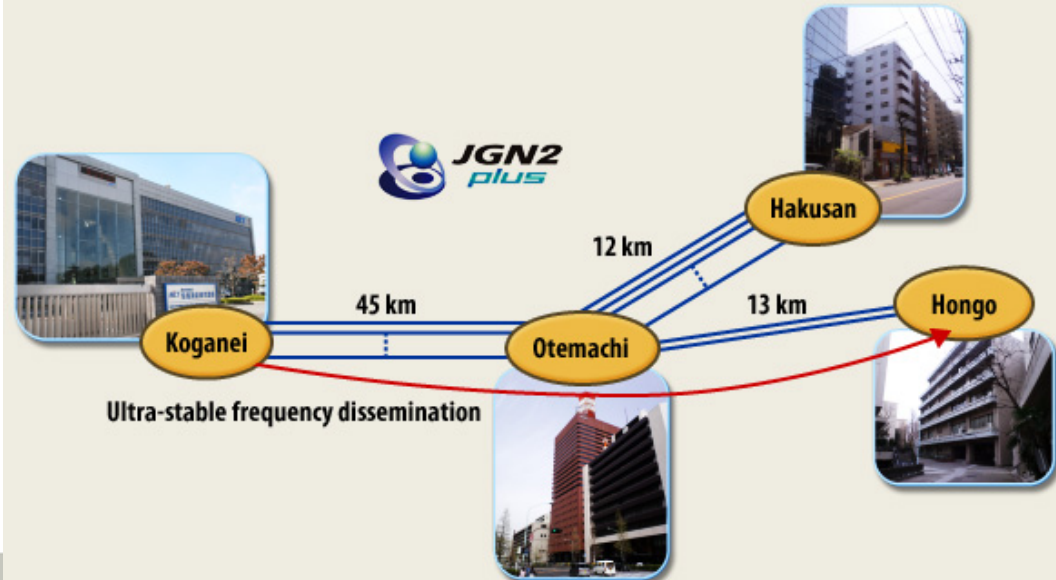 JGN2
plus
Hakusan
12 km
45 km
13 km
Hongo
Koganei
Otemachi
Ultra-stable frequency dissemination